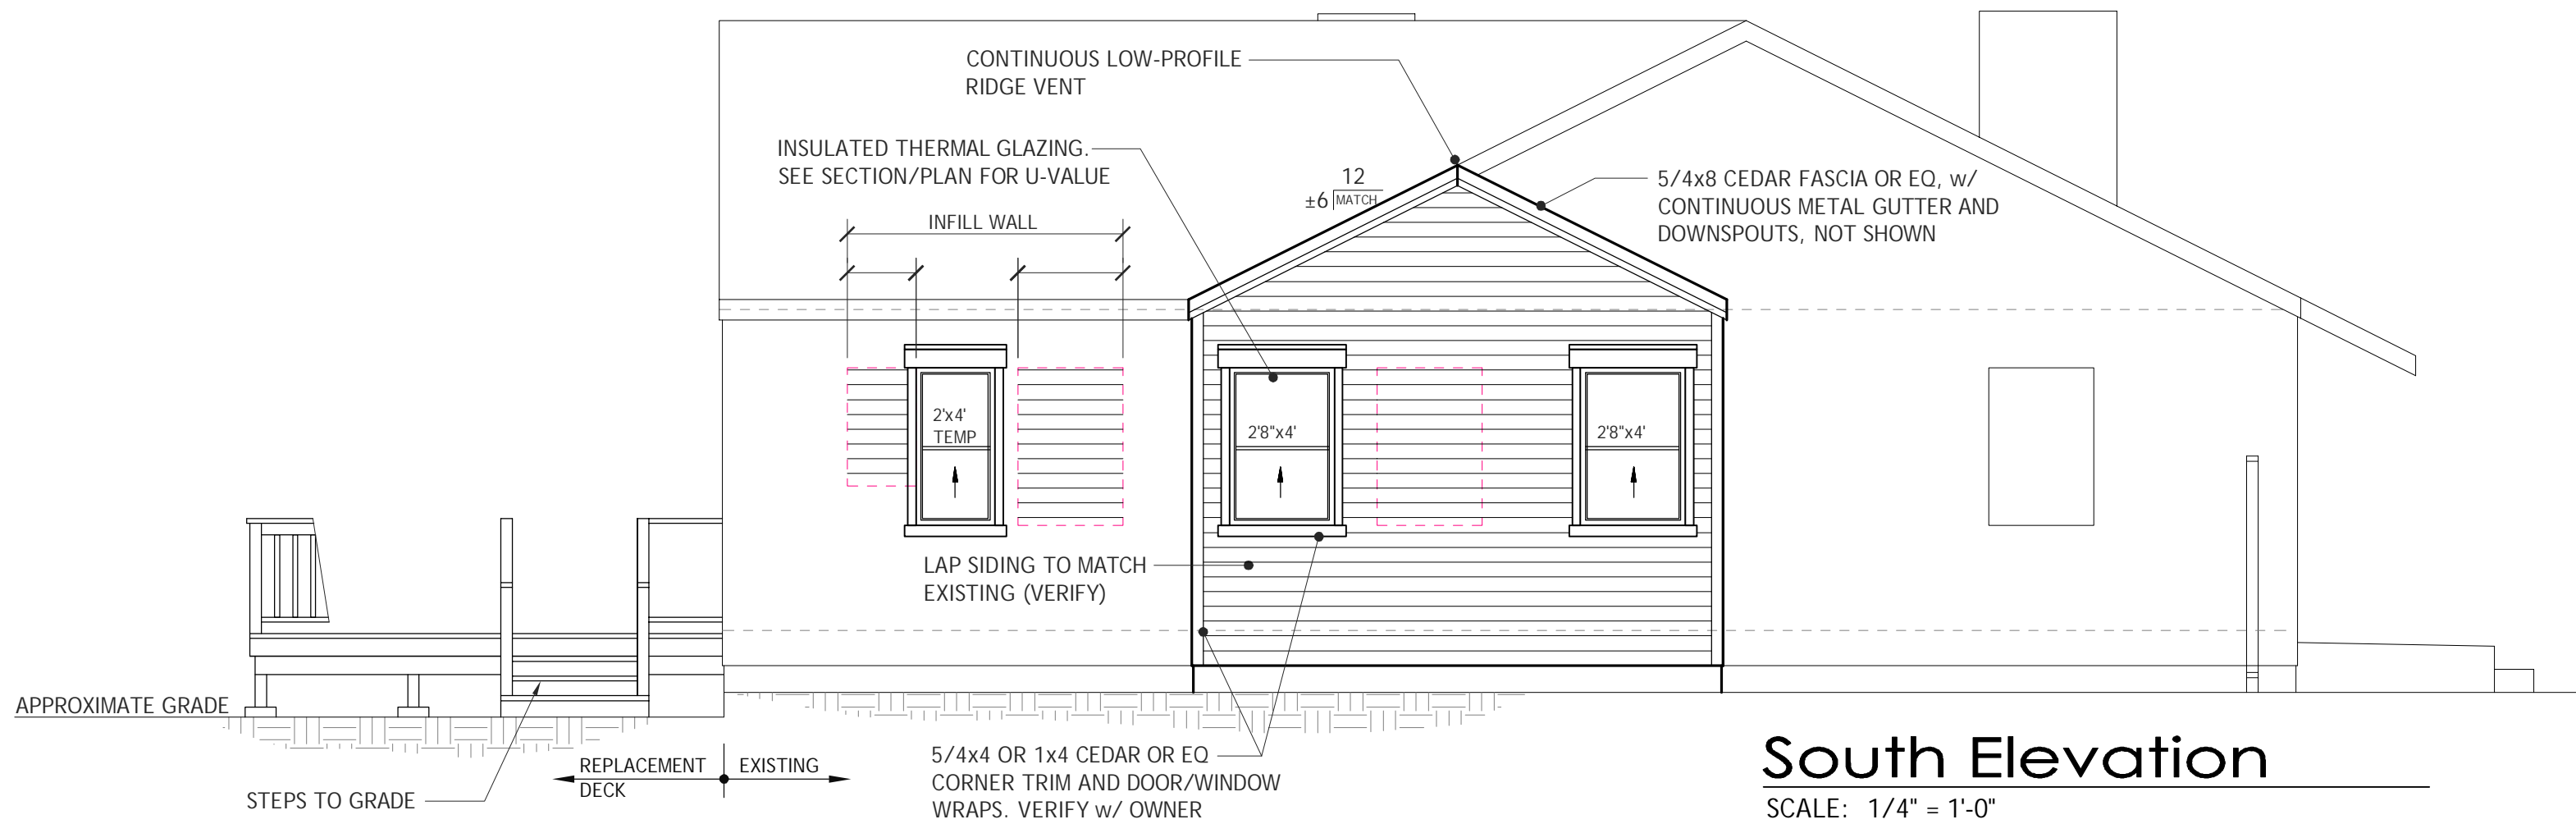 CONTINUOUS LOW-PROFILE
RIDGE VENT
INSULATED THERMAL GLAZING.
SEE SECTION/PLAN FOR U-VALUE
12
±6 MATCH
5/4x8 CEDAR FASCIA OR EQ, w/
CONTINUOUS METAL GUTTER AND
DOWNSPOUTS, NOT SHOWN
INFILL WALL
2'x4'
TEMP
2'8"x4'
2'8"x4'
LAP SIDING TO MATCH
EXISTING (VERIFY)
APPROXIMATE GRADE
STEPS TO GRADE
REPLACEMENT
DECK
EXISTING
5/4x4 OR 1x4 CEDAR OR EQ
CORNER TRIM AND DOOR/WINDOW
WRAPS. VERIFY w/ OWNER
South Elevation
SCALE: 1/4" = 1'-0"